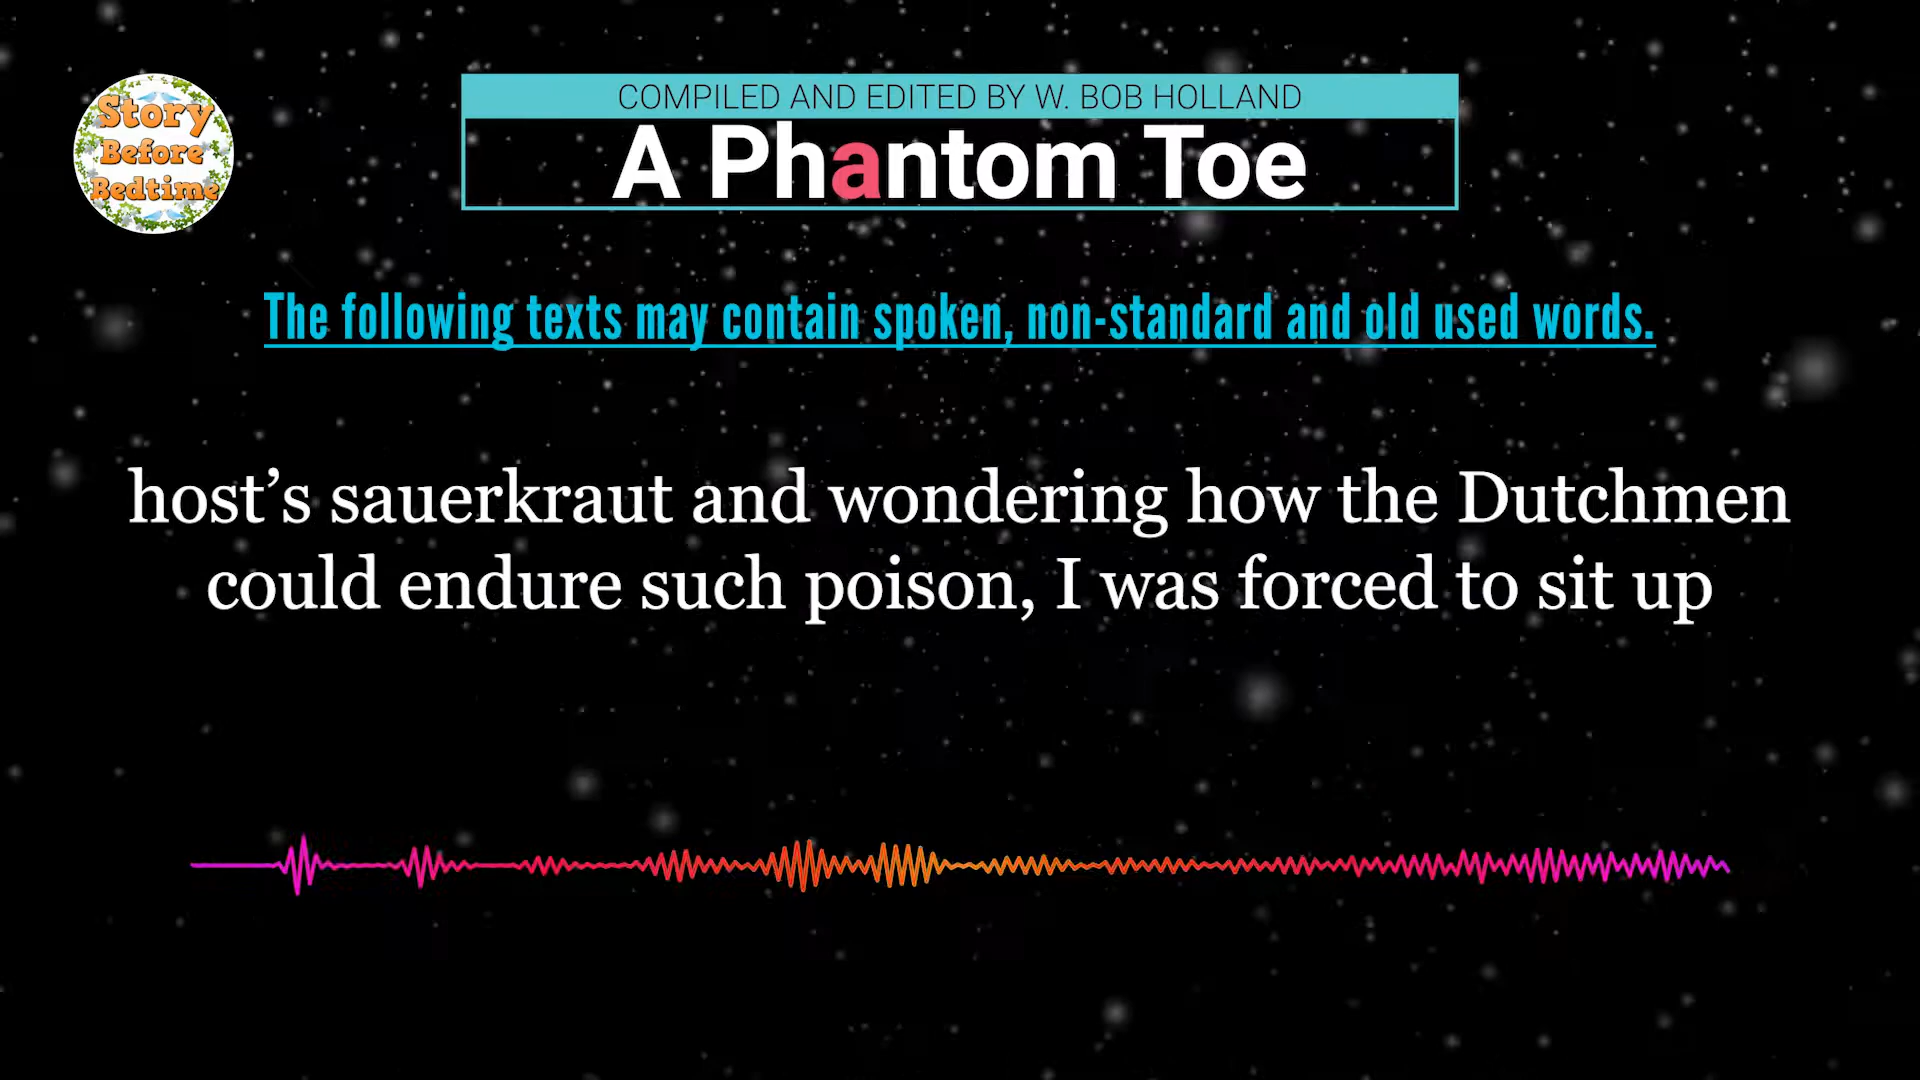 Story
Before
Bedtime
COMPILED AND EDITED BY W. BOB HOLLAND
A Phantom Toe
The following texts may contain spoken, non-standard and old used words.
host’s sauerkraut and wondering how the Dutchmen
could endure such poison, I was forced to sit up